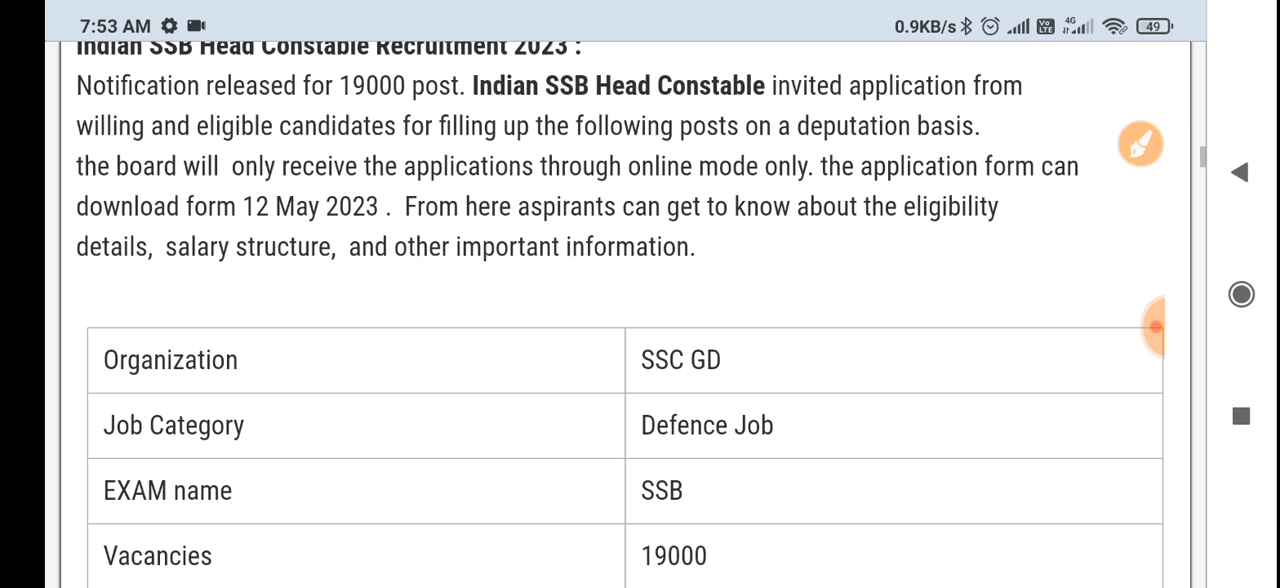 7:53 AM 0.9KB/s Vo LTE 4G 49
Indian SSB Head Constable Recruitment 2023 :
Notification released for 19000 post. Indian SSB Head Constable invited application from
willing and eligible candidates for filling up the following posts on a deputation basis.
the board will only receive the applications through online mode only. the application form can
download form 12 May 2023 . From here aspirants can get to know about the eligibility
details, salary structure, and other important information.
Organization SSC GD
Job Category Defence Job
EXAM name SSB
Vacancies 19000